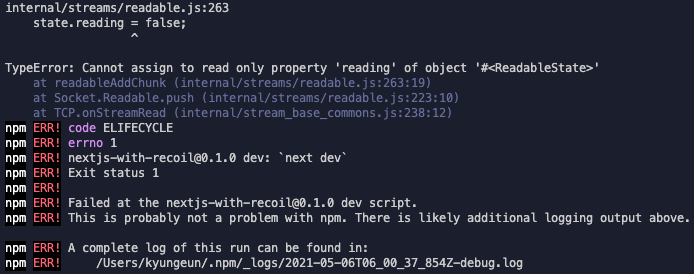 internal/streams/readable.js:263
    state.reading = false;
                  ^
TypeError: Cannot assign to read only property 'reading' of object '#<ReadableState>'
    at readableAddChunk (internal/streams/readable.js:263:19)
    at Socket.Readable.push (internal/streams/readable.js:223:10)
    at TCP.onStreamRead (internal/stream_base_commons.js:238:12)
npm ERR! code ELIFECYCLE
npm ERR! errno 1
npm ERR! nextjs-with-recoil@0.1.0 dev: `next dev`
npm ERR! Exit status 1
npm ERR!
npm ERR! Failed at the nextjs-with-recoil@0.1.0 dev script.
npm ERR! This is probably not a problem with npm. There is likely additional logging output above.
npm ERR! A complete log of this run can be found in:
npm ERR!     /Users/kyungeun/.npm/_logs/2021-05-06T06_00_37_854Z-debug.log